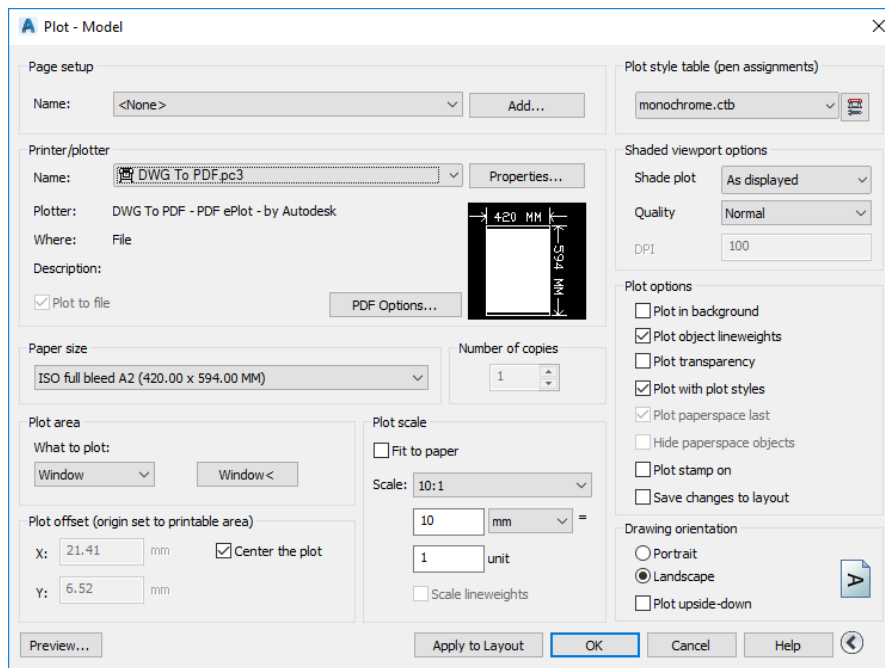 Plot - Model
Page setup
Name:
<None>
Add...
Plot style table (pen assignments)
monochrome.ctb
Printer/plotter
Name:
DWG To PDF.pc3
Properties...
Plotter:
DWG To PDF - PDF ePlot - by Autodesk
Where:
File
Description:
Plot to file
PDF Options...
420 MM
594 MM
Shaded viewport options
Shade plot
As displayed
Quality
Normal
DPI
100
Paper size
ISO full bleed A2 (420.00 x 594.00 MM)
Number of copies
1
Plot options
Plot in background
Plot object lineweights
Plot transparency
Plot with plot styles
Plot paperspace last
Hide paperspace objects
Plot stamp on
Save changes to layout
Plot area
What to plot:
Window
Window<
Plot scale
Fit to paper
Scale:
10:1
10
mm
=
1
unit
Scale lineweights
Plot offset (origin set to printable area)
X:
21.41
mm
Center the plot
Y:
6.52
mm
Drawing orientation
Portrait
Landscape
Plot upside-down
A
Preview...
Apply to Layout
OK
Cancel
Help